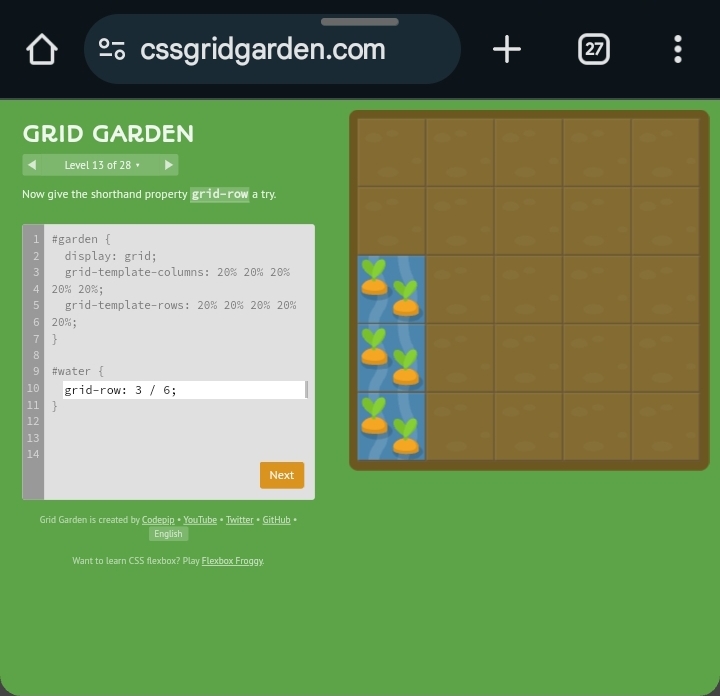 cssgridgarden.com
27
GRID GARDEN
Level 13 of 28
Now give the shorthand property grid-row a try.
1 #garden {
2 display: grid;
3 grid-template-columns: 20% 20% 20%
4 20% 20%;
5 grid-template-rows: 20% 20% 20% 20%
6 20%;
7 }
8
9 #water {
10 grid-row: 3 / 6;
11 }
12
13
14
Next
Grid Garden is created by Codepip • YouTube • Twitter • GitHub •
English
Want to learn CSS flexbox? Play Flexbox Froggy.